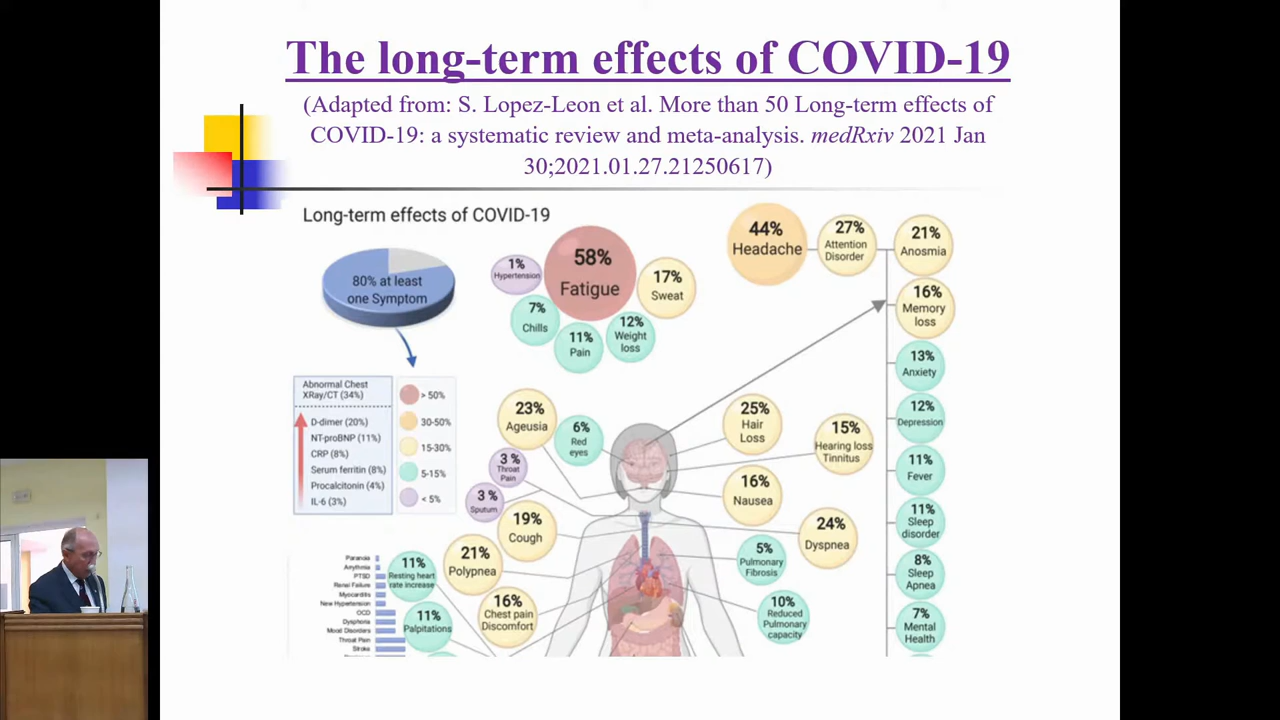 The long-term effects of COVID-19
(Adapted from: S. Lopez-Leon et al. More than 50 Long-term effects of
COVID-19: a systematic review and meta-analysis. medRxiv 2021 Jan
30;2021.01.27.21250617)
Long-term effects of COVID-19
80% at least
one Symptom
1%
Hypertension
58%
Fatigue
17%
Sweat
7%
Chills
11%
Pain
12%
Weight
loss
44%
Headache
27%
Attention
Disorder
21%
Anosmia
16%
Memory
loss
13%
Anxiety
12%
Depression
11%
Fever
11%
Sleep
disorder
8%
Sleep
Apnea
7%
Mental
Health
Abnormal Chest
XRay/CT (34%)
D-dimer (20%)
NT-proBNP (11%)
CRP (8%)
Serum ferritin (8%)
Procalcitonin (4%)
IL-6 (3%)
> 50%
30-50%
15-30%
5-15%
< 5%
23%
Ageusia
6%
Red
eyes
3 %
Throat
Pain
3 %
Sputum
19%
Cough
21%
Polypnea
25%
Hair
Loss
15%
Hearing loss
Tinnitus
16%
Nausea
24%
Dyspnea
5%
Pulmonary
Fibrosis
10%
Reduced
Pulmonary
capacity
11%
Resting heart
rate increase
16%
Chest pain
Discomfort
11%
Palpitations
Paranoia
Arythmia
PTSD
Renal Failure
Myocarditis
New Hypertension
OCD
Dysphoria
Mood Disorders
Throat Pain
Stroke